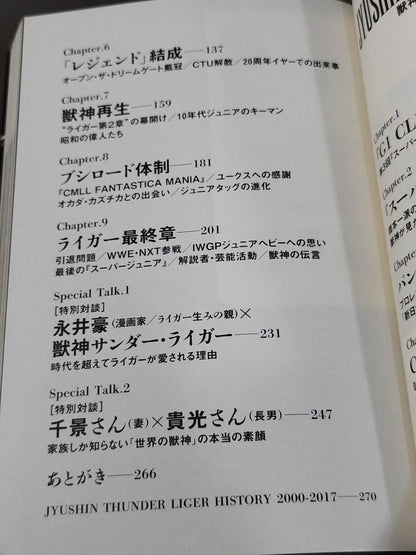 Chapter.6
「レジェンド」結成——137
オープン・ザ・ドリームゲート戴冠／CTU解散／20周年イヤーでの出来事
Chapter.7
獣神再生——159
“ライガー第2章”の幕開け／10年代ジュニアのキーマン
昭和の偉人たち
Chapter.8
ブシロード体制——181
『CMLL FANTASTICA MANIA』／ユークスへの感謝
オカダ・カズチカとの出会い／ジュニアタッグの進化
Chapter.9
ライガー最終章——201
引退問題／WWE・NXT参戦／IWGPジュニアヘビーへの思い
最後の『スーパージュニア』／解説者・芸能活動／獣神の伝言
Special Talk.1
[特別対談]
永井豪（漫画家／ライガー生みの親）×
獣神サンダー・ライガー——231
時代を超えてライガーが愛される理由
Special Talk.2
[特別対談]
千景さん（妻）×貴光さん（長男）——247
家族しか知らない「世界の獣神」の本当の素顔
あとがき——266
JYUSHIN THUNDER LIGER HISTORY 2000-2017——270
獣神
JYUSHIN
Chapter.1
『G1 CL
Chapter.2
Chap